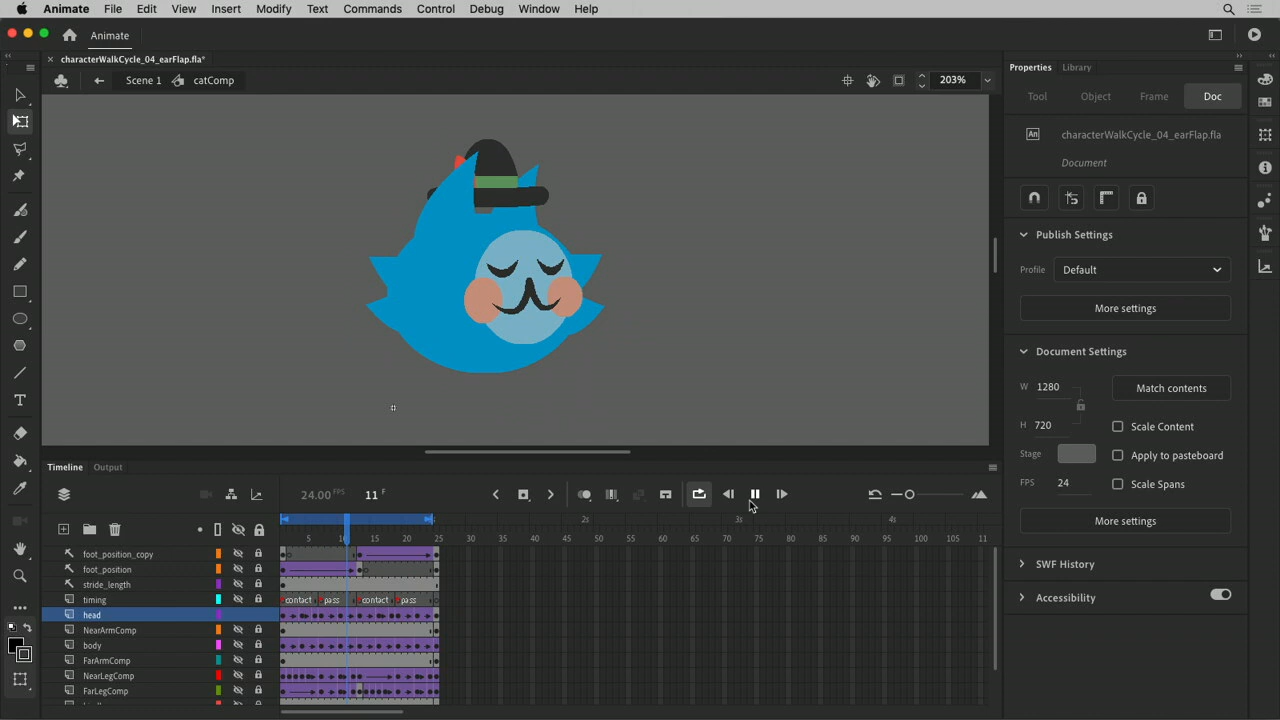 Animate File Edit View Insert Modify Text Commands Control Debug Window Help
Animate
characterWalkCycle_04_earFlap.fla*
Scene 1 catComp 203%
Properties Library
Tool Object Frame Doc
An characterWalkCycle_04_earFlap.fla
Document
Publish Settings
Profile Default
More settings
Document Settings
W 1280 Match contents
H 720 Scale Content
Stage Apply to pasteboard
FPS 24 Scale Spans
More settings
SWF History
Accessibility
Timeline Output
24.00 FPS 11 F
1s 2s 3s 4s
5 10 15 20 25 30 35 40 45 50 55 60 65 70 75 80 85 90 95 100 105 11
foot_position_copy
foot_position
stride_length
timing contact pass contact pass
head
NearArmComp
body
FarArmComp
NearLegComp
FarLegComp